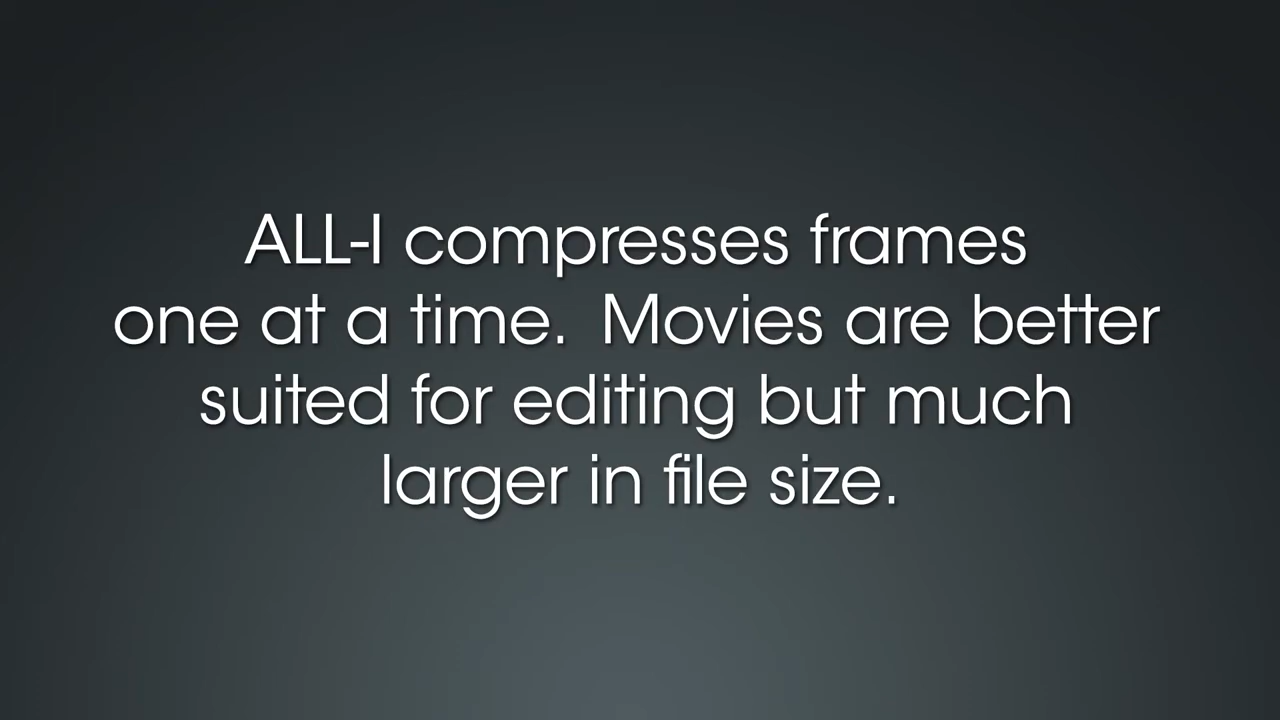 ALL-I compresses frames
one at a time.  Movies are better
suited for editing but much
larger in file size.